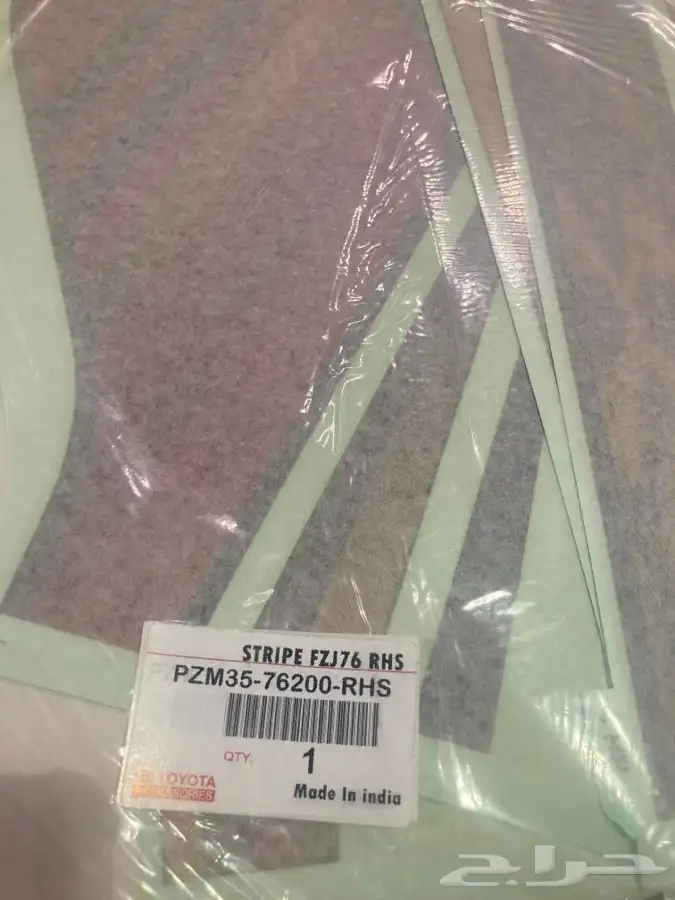 STRIPE FZJ76 RHS
PZM35-76200-RHS
QTY:
1
TOYOTA
Made In india
حراج